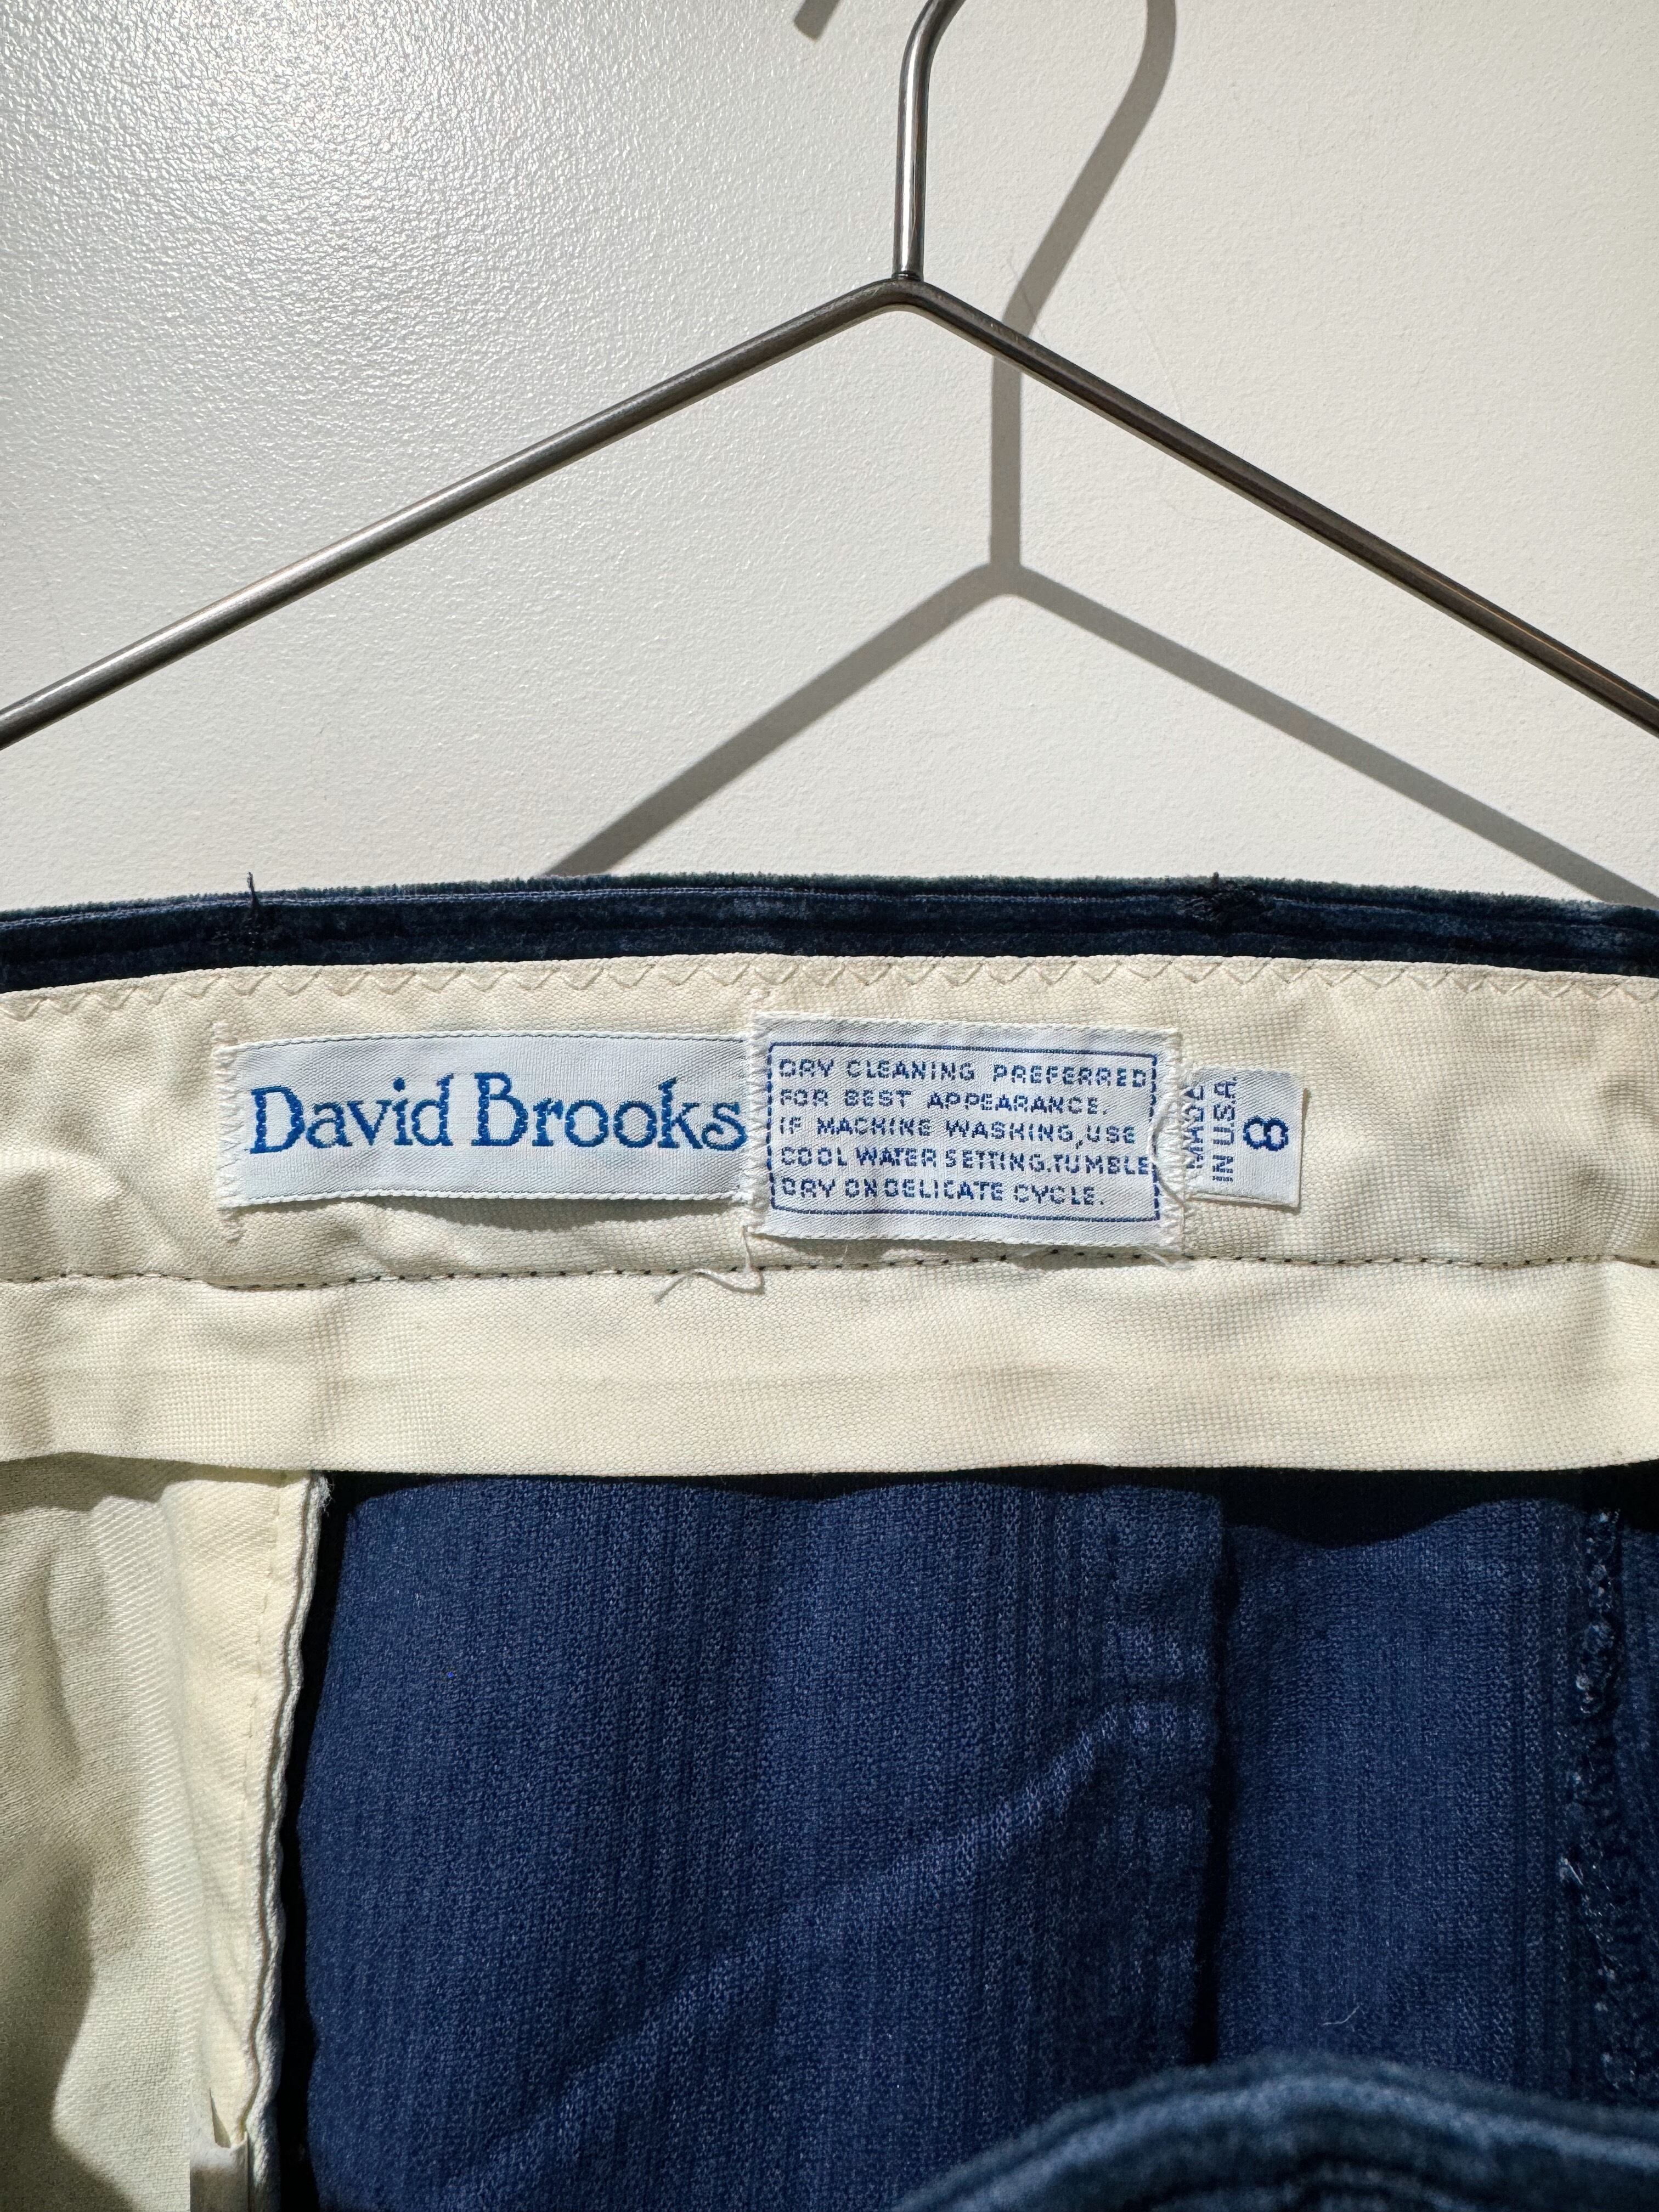 David Brooks
DRY CLEANING PREFERRED
FOR BEST APPEARANCE.
IF MACHINE WASHING, USE
COOL WATER SETTING. TUMBLE
DRY ON DELICATE CYCLE.
MADE
IN U.S.A.
8